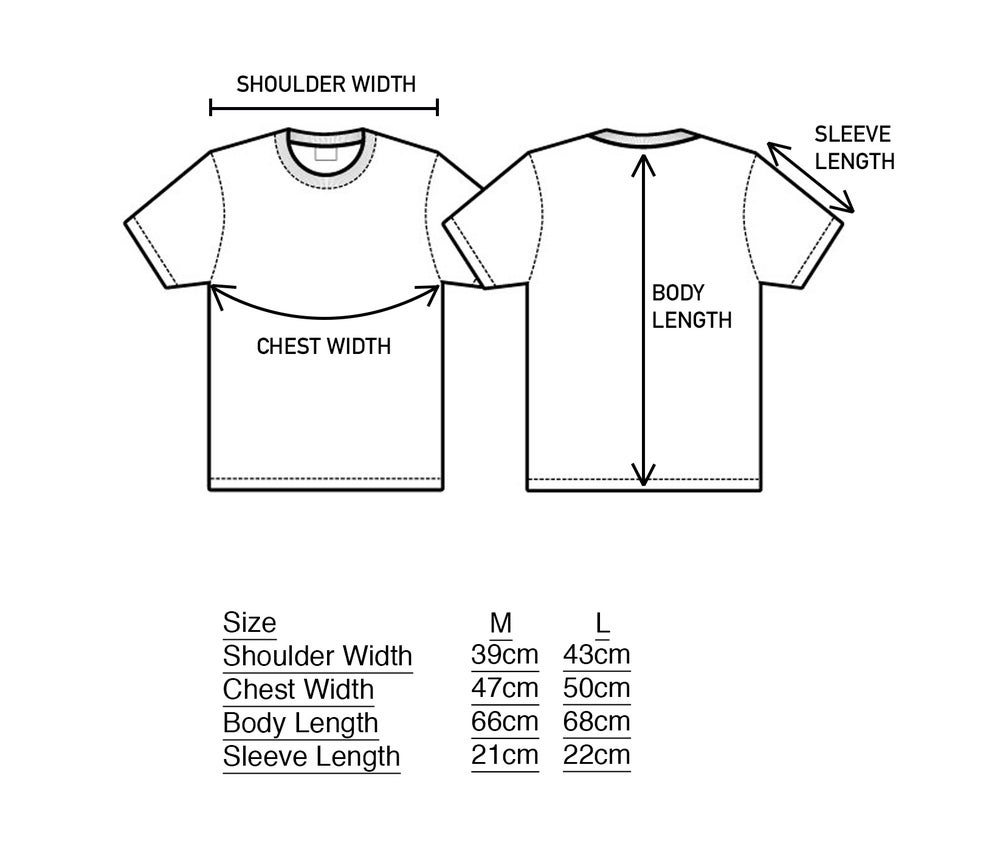 SHOULDER WIDTH
SLEEVE
LENGTH
BODY
LENGTH
CHEST WIDTH
Size M L
Shoulder Width 39cm 43cm
Chest Width 47cm 50cm
Body Length 66cm 68cm
Sleeve Length 21cm 22cm